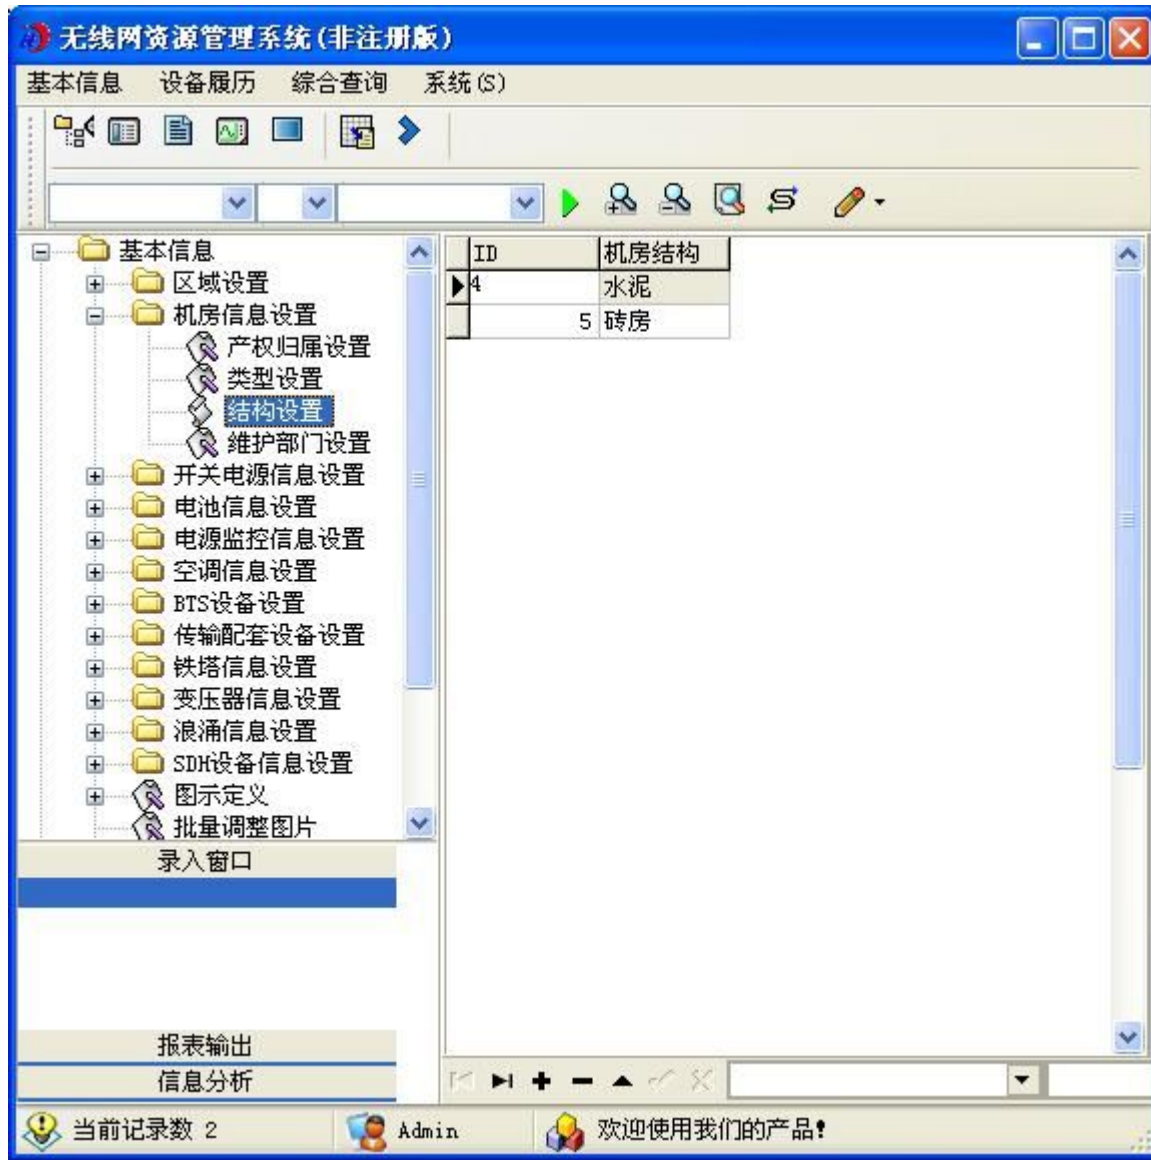 无线网资源管理系统(非注册版)
基本信息 设备履历 综合查询 系统(S)
基本信息
区域设置
机房信息设置
产权归属设置
类型设置
结构设置
维护部门设置
开关电源信息设置
电池信息设置
电源监控信息设置
空调信息设置
BTS设备设置
传输配套设备设置
铁塔信息设置
变压器信息设置
浪涌信息设置
SDH设备信息设置
图示定义
批量调整图片
录入窗口
报表输出
信息分析
ID 机房结构
4 水泥
5 砖房
当前记录数 2 Admin 欢迎使用我们的产品!